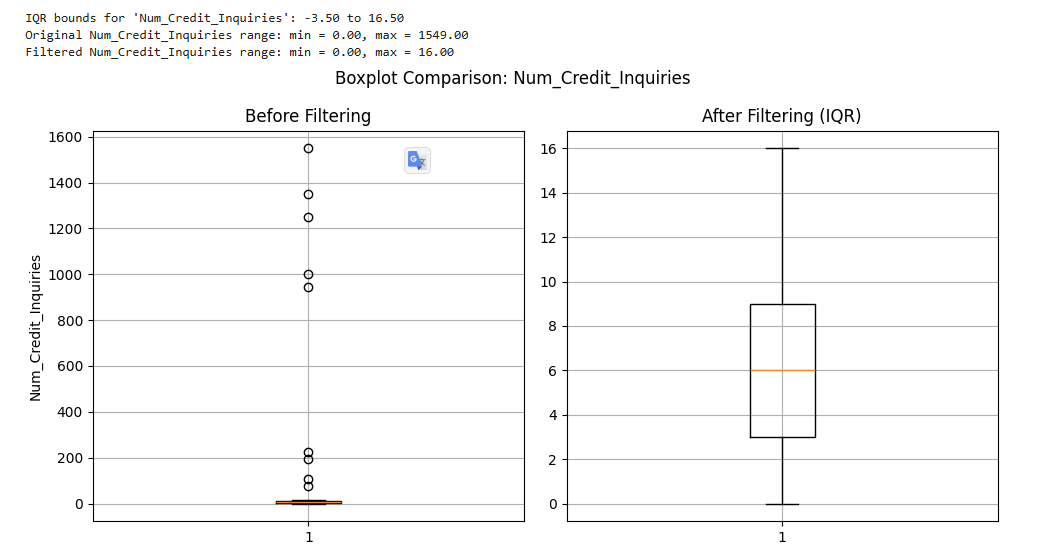 IQR bounds for 'Num_Credit_Inquiries': -3.50 to 16.50
Original Num_Credit_Inquiries range: min = 0.00, max = 1549.00
Filtered Num_Credit_Inquiries range: min = 0.00, max = 16.00
Boxplot Comparison: Num_Credit_Inquiries
Before Filtering
Num_Credit_Inquiries
1600
1400
1200
1000
800
600
400
200
0
1
After Filtering (IQR)
16
14
12
10
8
6
4
2
0
1
G